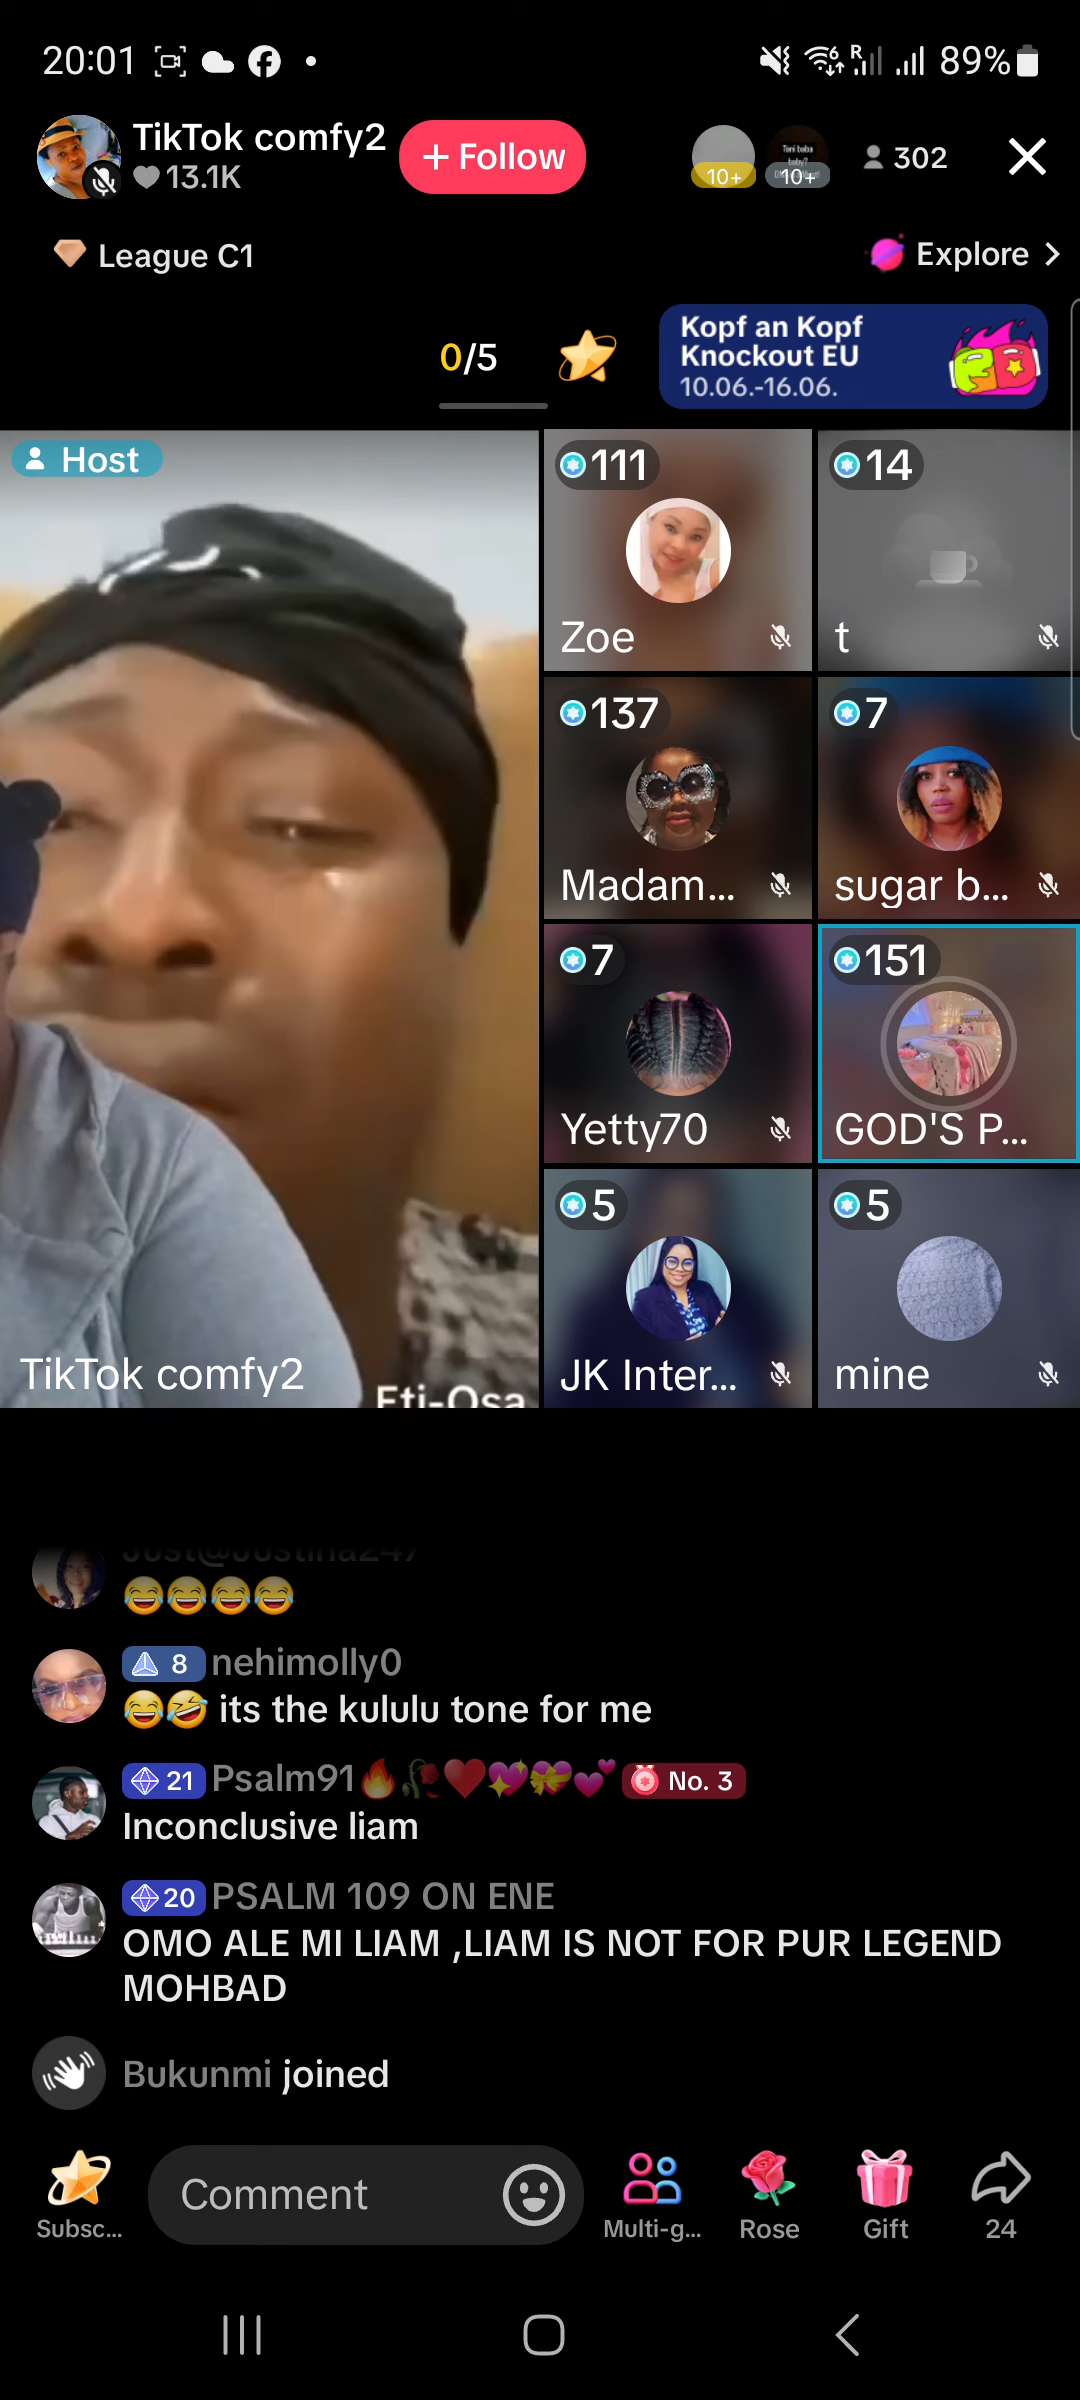 20:01
R
89%
TikTok comfy2
13.1K
+ Follow
10+
10+
302
League C1
Explore
0/5
Kopf an Kopf
Knockout EU
10.06.-16.06.
Host
111
14
Zoe
t
137
7
Madam...
sugar b...
7
151
Yetty70
GOD'S P...
5
5
TikTok comfy2
Eti-Osa
JK Inter...
mine
Just@Justina247
😂😂😂😂
8 nehimolly0
😂🤣 its the kululu tone for me
21 Psalm91🔥🥀❤️💖💝💕 No. 3
Inconclusive liam
20 PSALM 109 ON ENE
OMO ALE MI LIAM ,LIAM IS NOT FOR PUR LEGEND
MOHBAD
Bukunmi joined
Comment
Subsc...
Multi-g...
Rose
Gift
24